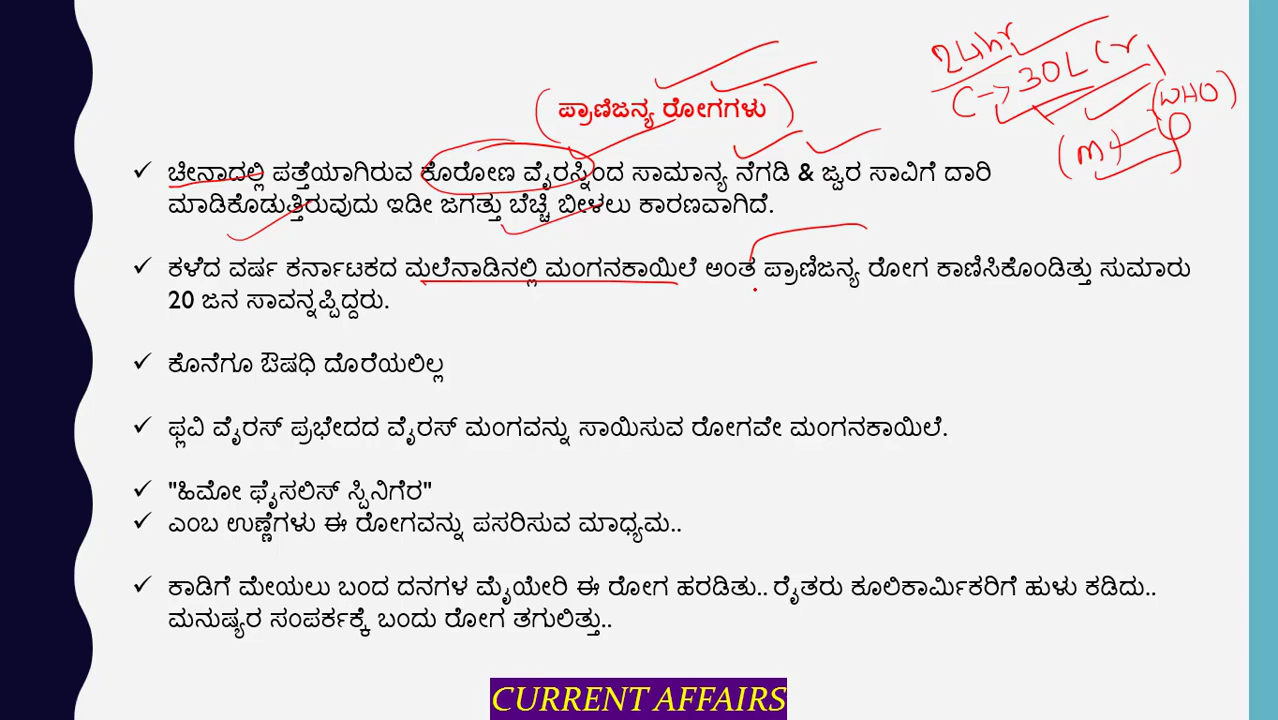 24hr
C -> 30L Cr
(WHO)
(ಪ್ರಾಣಿಜನ್ಯ ರೋಗಗಳು)
ಚೀನಾದಲ್ಲಿ ಪತ್ತೆಯಾಗಿರುವ ಕೊರೋಣ ವೈರಸ್ನಿಂದ ಸಾಮಾನ್ಯ ನೆಗಡಿ & ಜ್ವರ ಸಾವಿಗೆ ದಾರಿ
ಮಾಡಿಕೊಡುತ್ತಿರುವುದು ಇಡೀ ಜಗತ್ತು ಬೆಚ್ಚಿ ಬೀಳಲು ಕಾರಣವಾಗಿದೆ.
ಕಳೆದ ವರ್ಷ ಕರ್ನಾಟಕದ ಮಲೆನಾಡಿನಲ್ಲಿ ಮಂಗನಕಾಯಿಲೆ ಅಂತ ಪ್ರಾಣಿಜನ್ಯ ರೋಗ ಕಾಣಿಸಿಕೊಂಡಿತ್ತು ಸುಮಾರು
20 ಜನ ಸಾವನ್ನಪ್ಪಿದ್ದರು.
ಕೊನೆಗೂ ಔಷಧಿ ದೊರೆಯಲಿಲ್ಲ
ಫ್ಲವಿ ವೈರಸ್ ಪ್ರಭೇದದ ವೈರಸ್ ಮಂಗವನ್ನು ಸಾಯಿಸುವ ರೋಗವೇ ಮಂಗನಕಾಯಿಲೆ.
"ಹಿಮೋ ಫೈಸಲಿಸ್ ಸ್ಪಿನಿಗೆರ"
ಎಂಬ ಉಣ್ಣೆಗಳು ಈ ರೋಗವನ್ನು ಪಸರಿಸುವ ಮಾಧ್ಯಮ..
ಕಾಡಿಗೆ ಮೇಯಲು ಬಂದ ದನಗಳ ಮೈಯೇರಿ ಈ ರೋಗ ಹರಡಿತು.. ರೈತರು ಕೂಲಿಕಾರ್ಮಿಕರಿಗೆ ಹುಳು ಕಡಿದು..
ಮನುಷ್ಯರ ಸಂಪರ್ಕಕ್ಕೆ ಬಂದು ರೋಗ ತಗುಲಿತ್ತು..
CURRENT AFFAIRS